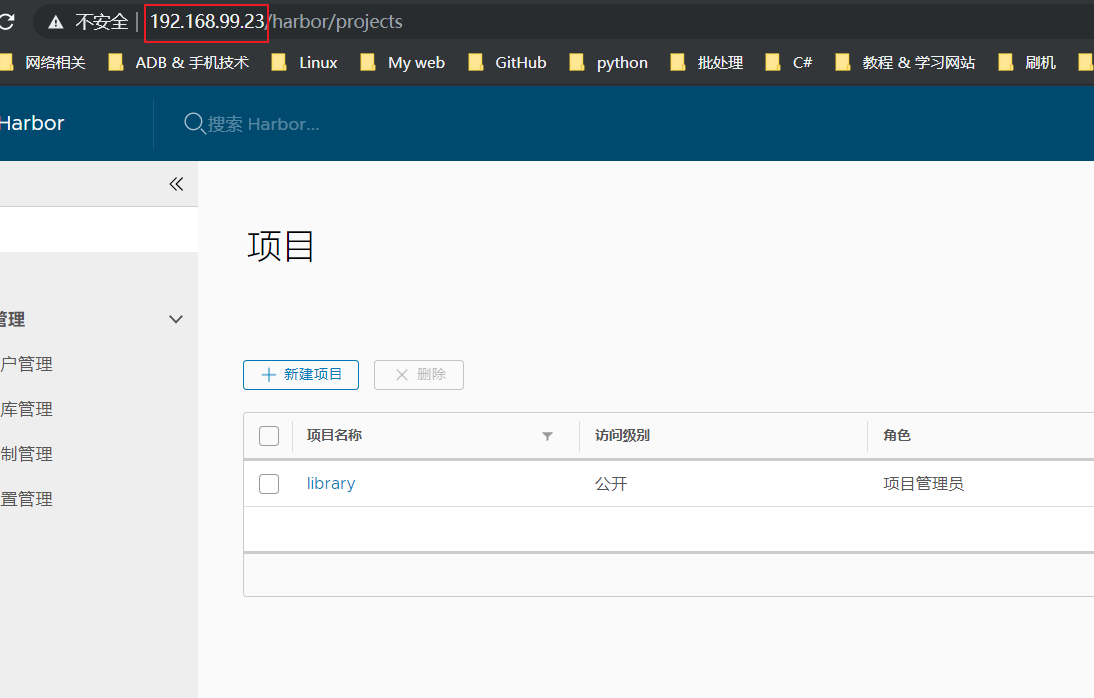 不安全 | 192.168.99.23/harbor/projects
网络相关 ADB & 手机技术 Linux My web GitHub python 批处理 C# 教程 & 学习网站 刷机
Harbor 搜索 Harbor...
项目
管理
户管理
库管理
制管理
置管理
新建项目 删除
项目名称 访问级别 角色
library 公开 项目管理员